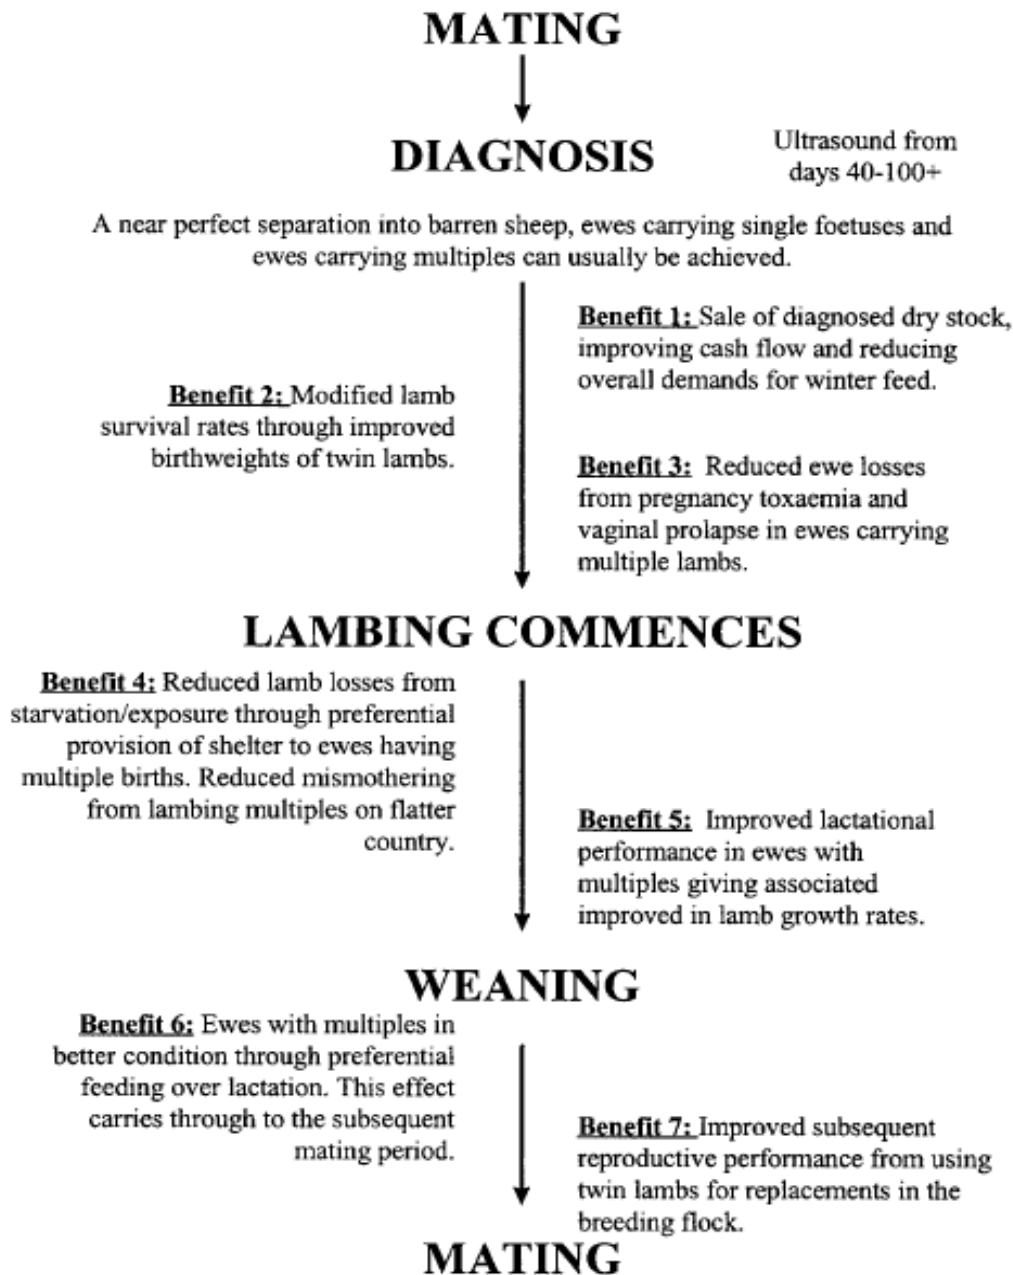 MATING
DIAGNOSIS
Ultrasound from
days 40-100+
A near perfect separation into barren sheep, ewes carrying single foetuses and
ewes carrying multiples can usually be achieved.
Benefit 1: Sale of diagnosed dry stock,
improving cash flow and reducing
overall demands for winter feed.
Benefit 2: Modified lamb
survival rates through improved
birthweights of twin lambs.
Benefit 3: Reduced ewe losses
from pregnancy toxaemia and
vaginal prolapse in ewes carrying
multiple lambs.
LAMBING COMMENCES
Benefit 4: Reduced lamb losses from
starvation/exposure through preferential
provision of shelter to ewes having
multiple births. Reduced mismothering
from lambing multiples on flatter
country.
Benefit 5: Improved lactational
performance in ewes with
multiples giving associated
improved in lamb growth rates.
WEANING
Benefit 6: Ewes with multiples in
better condition through preferential
feeding over lactation. This effect
carries through to the subsequent
mating period.
Benefit 7: Improved subsequent
reproductive performance from using
twin lambs for replacements in the
breeding flock.
MATING